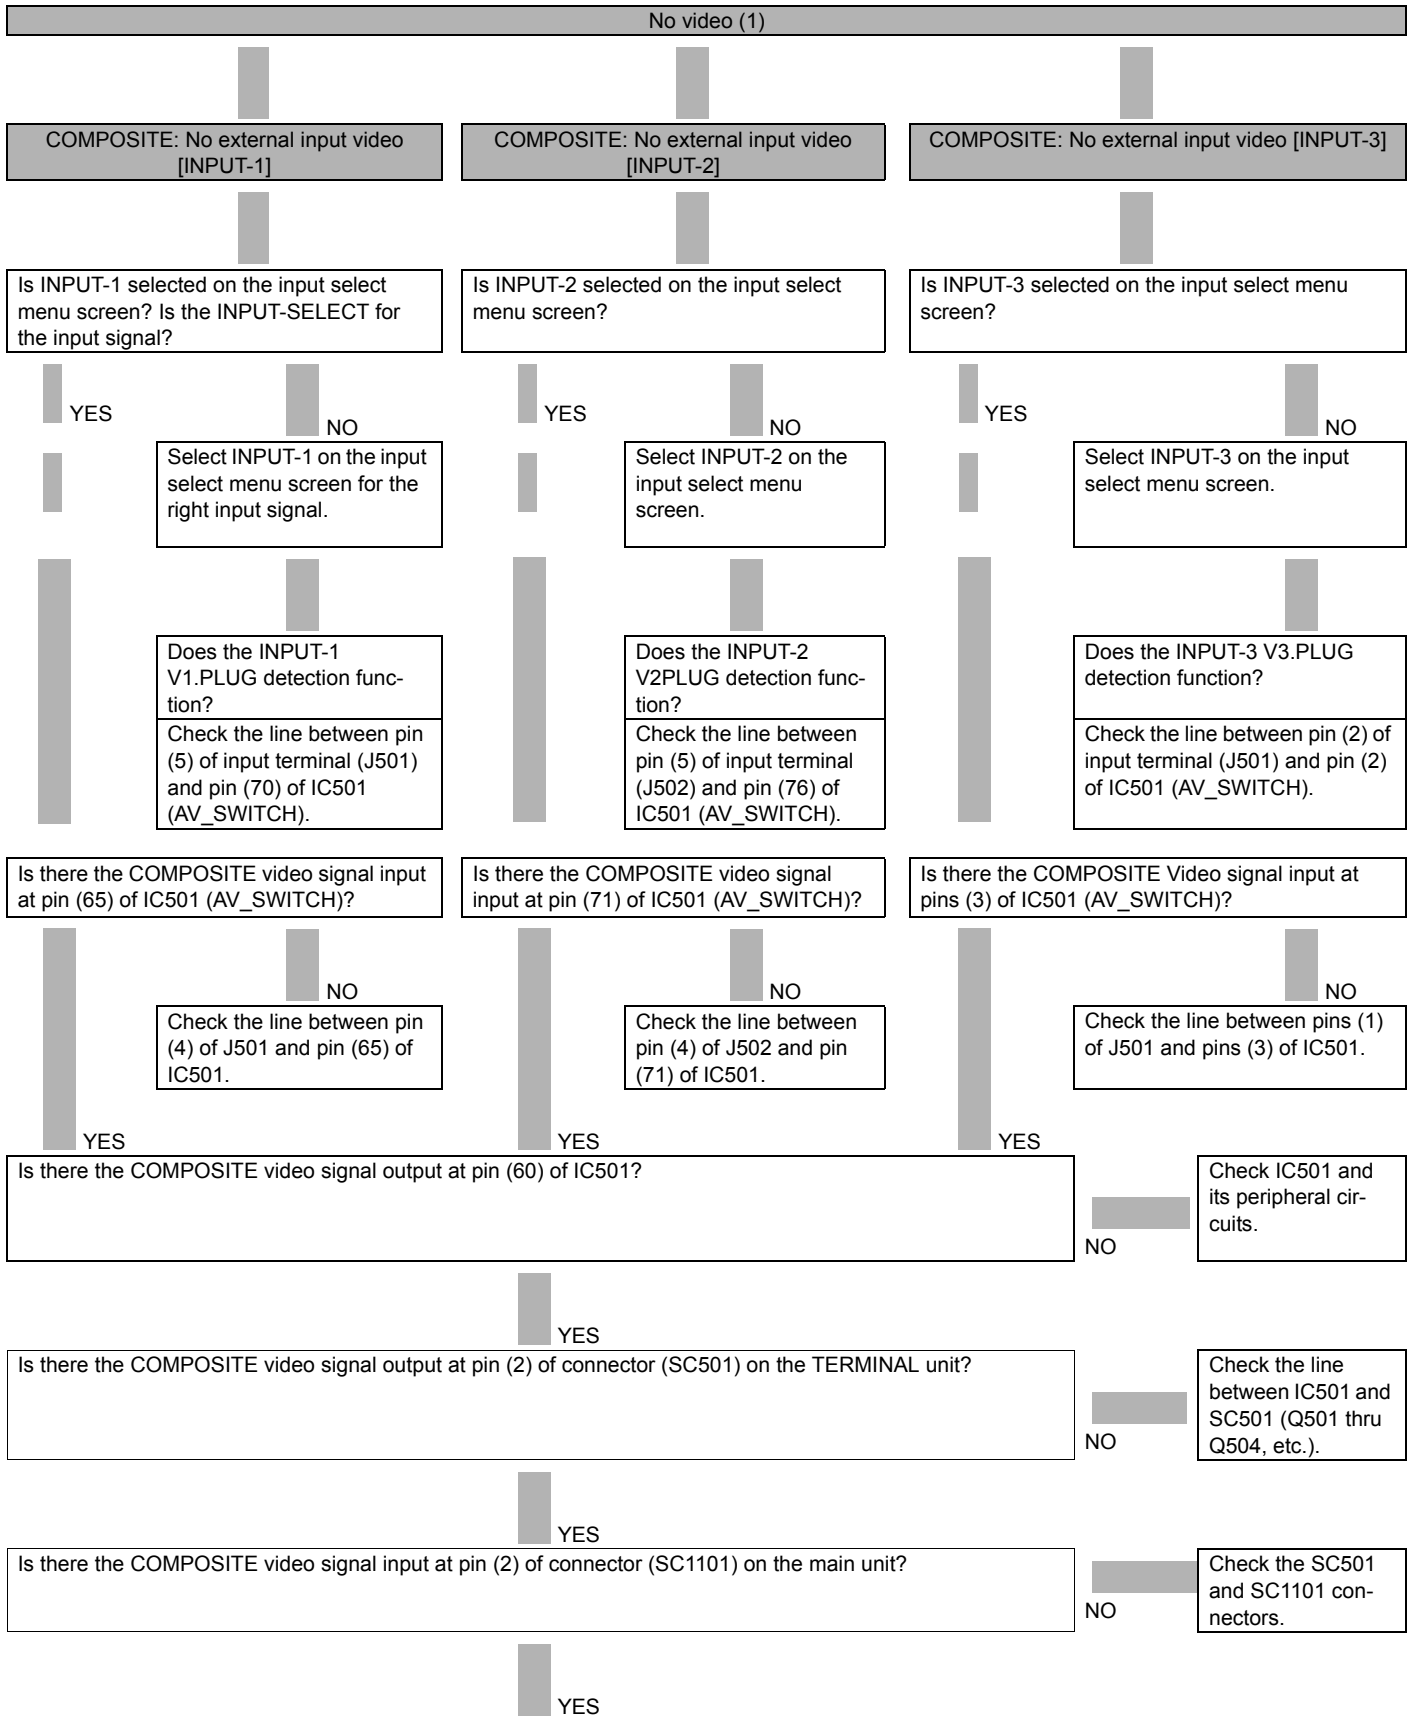 No video (1)
COMPOSITE: No external input video
[INPUT-1]
COMPOSITE: No external input video
[INPUT-2]
COMPOSITE: No external input video [INPUT-3]
Is INPUT-1 selected on the input select
menu screen? Is the INPUT-SELECT for
the input signal?
Is INPUT-2 selected on the input select
menu screen?
Is INPUT-3 selected on the input select menu
screen?
YES
NO
YES
NO
YES
NO
Select INPUT-1 on the input
select menu screen for the
right input signal.
Select INPUT-2 on the
input select menu
screen.
Select INPUT-3 on the input
select menu screen.
Does the INPUT-1
V1.PLUG detection func-
tion?
Does the INPUT-2
V2PLUG detection func-
tion?
Does the INPUT-3 V3.PLUG
detection function?
Check the line between pin
(5) of input terminal (J501)
and pin (70) of IC501
(AV_SWITCH).
Check the line between
pin (5) of input terminal
(J502) and pin (76) of
IC501 (AV_SWITCH).
Check the line between pin (2) of
input terminal (J501) and pin (2)
of IC501 (AV_SWITCH).
Is there the COMPOSITE video signal input
at pin (65) of IC501 (AV_SWITCH)?
Is there the COMPOSITE video signal
input at pin (71) of IC501 (AV_SWITCH)?
Is there the COMPOSITE Video signal input at
pins (3) of IC501 (AV_SWITCH)?
NO
NO
NO
Check the line between pin
(4) of J501 and pin (65) of
IC501.
Check the line between
pin (4) of J502 and pin
(71) of IC501.
Check the line between pins (1)
of J501 and pins (3) of IC501.
YES
YES
YES
Is there the COMPOSITE video signal output at pin (60) of IC501?
NO
Check IC501 and
its peripheral cir-
cuits.
YES
Is there the COMPOSITE video signal output at pin (2) of connector (SC501) on the TERMINAL unit?
NO
Check the line
between IC501 and
SC501 (Q501 thru
Q504, etc.).
YES
Is there the COMPOSITE video signal input at pin (2) of connector (SC1101) on the main unit?
NO
Check the SC501
and SC1101 con-
nectors.
YES